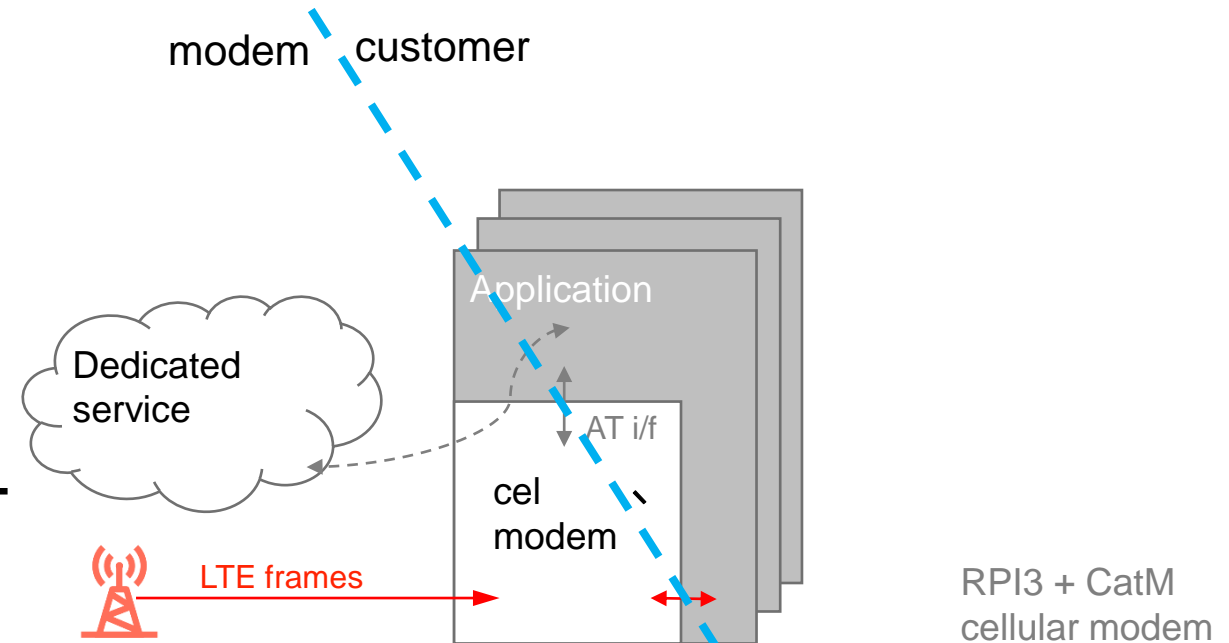 modem customer
Application
Dedicated
service
AT i/f
cel
modem
LTE frames
RPI3 + CatM
cellular modem